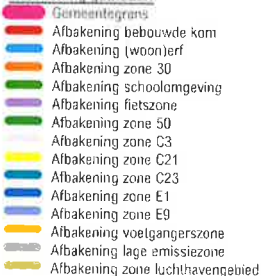 Gemeentegrens
Afbakening bebouwde kom
Afbakening (woon)erf
Afbakening zone 30
Afbakening schoolomgeving
Afbakening fietszone
Afbakening zone 50
Afbakening zone C3
Afbakening zone C21
Afbakening zone C23
Afbakening zone E1
Afbakening zone E9
Afbakening voetgangerszone
Afbakening lage emissiezone
Afbakening zone luchthavengebied